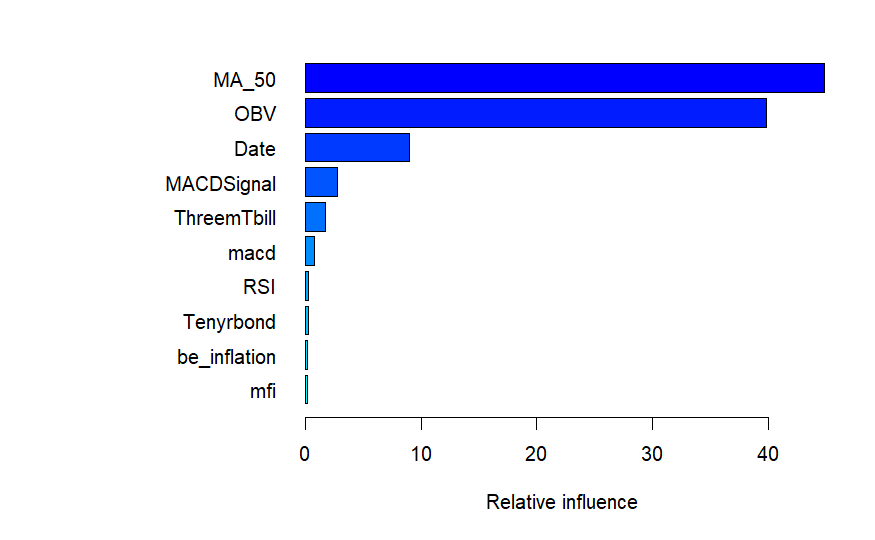 MA_50
OBV
Date
MACDSignal
ThreemTbill
macd
RSI
Tenyrbond
be_inflation
mfi
0 10 20 30 40
Relative influence